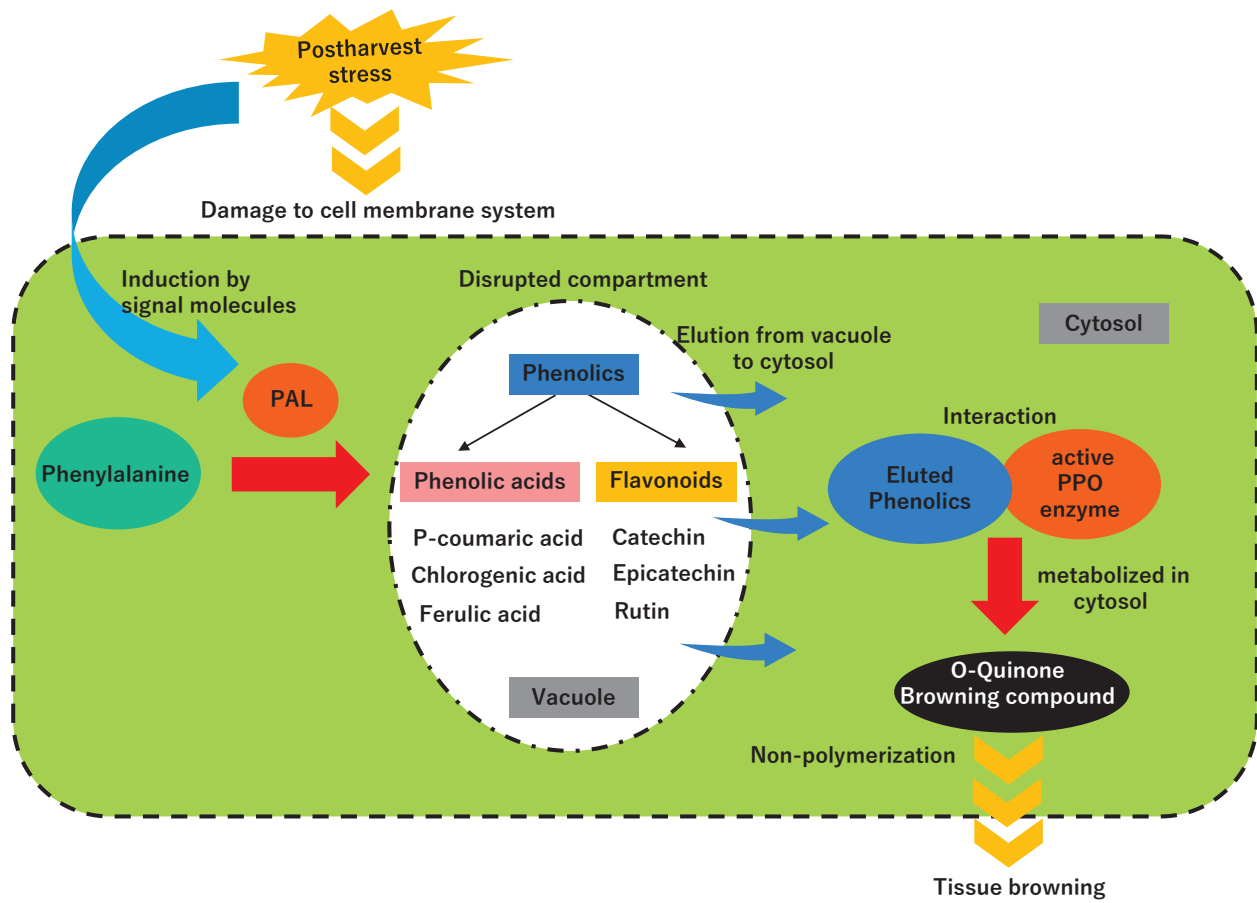 Postharvest
stress
Damage to cell membrane system
Induction by
signal molecules
Disrupted compartment
Elution from vacuole
to cytosol
Cytosol
Phenolics
PAL
Phenylalanine
Phenolic acids
Flavonoids
P-coumaric acid
Catechin
Chlorogenic acid
Epicatechin
Ferulic acid
Rutin
Vacuole
Interaction
Eluted
Phenolics
active
PPO
enzyme
metabolized in
cytosol
O-Quinone
Browning compound
Non-polymerization
Tissue browning